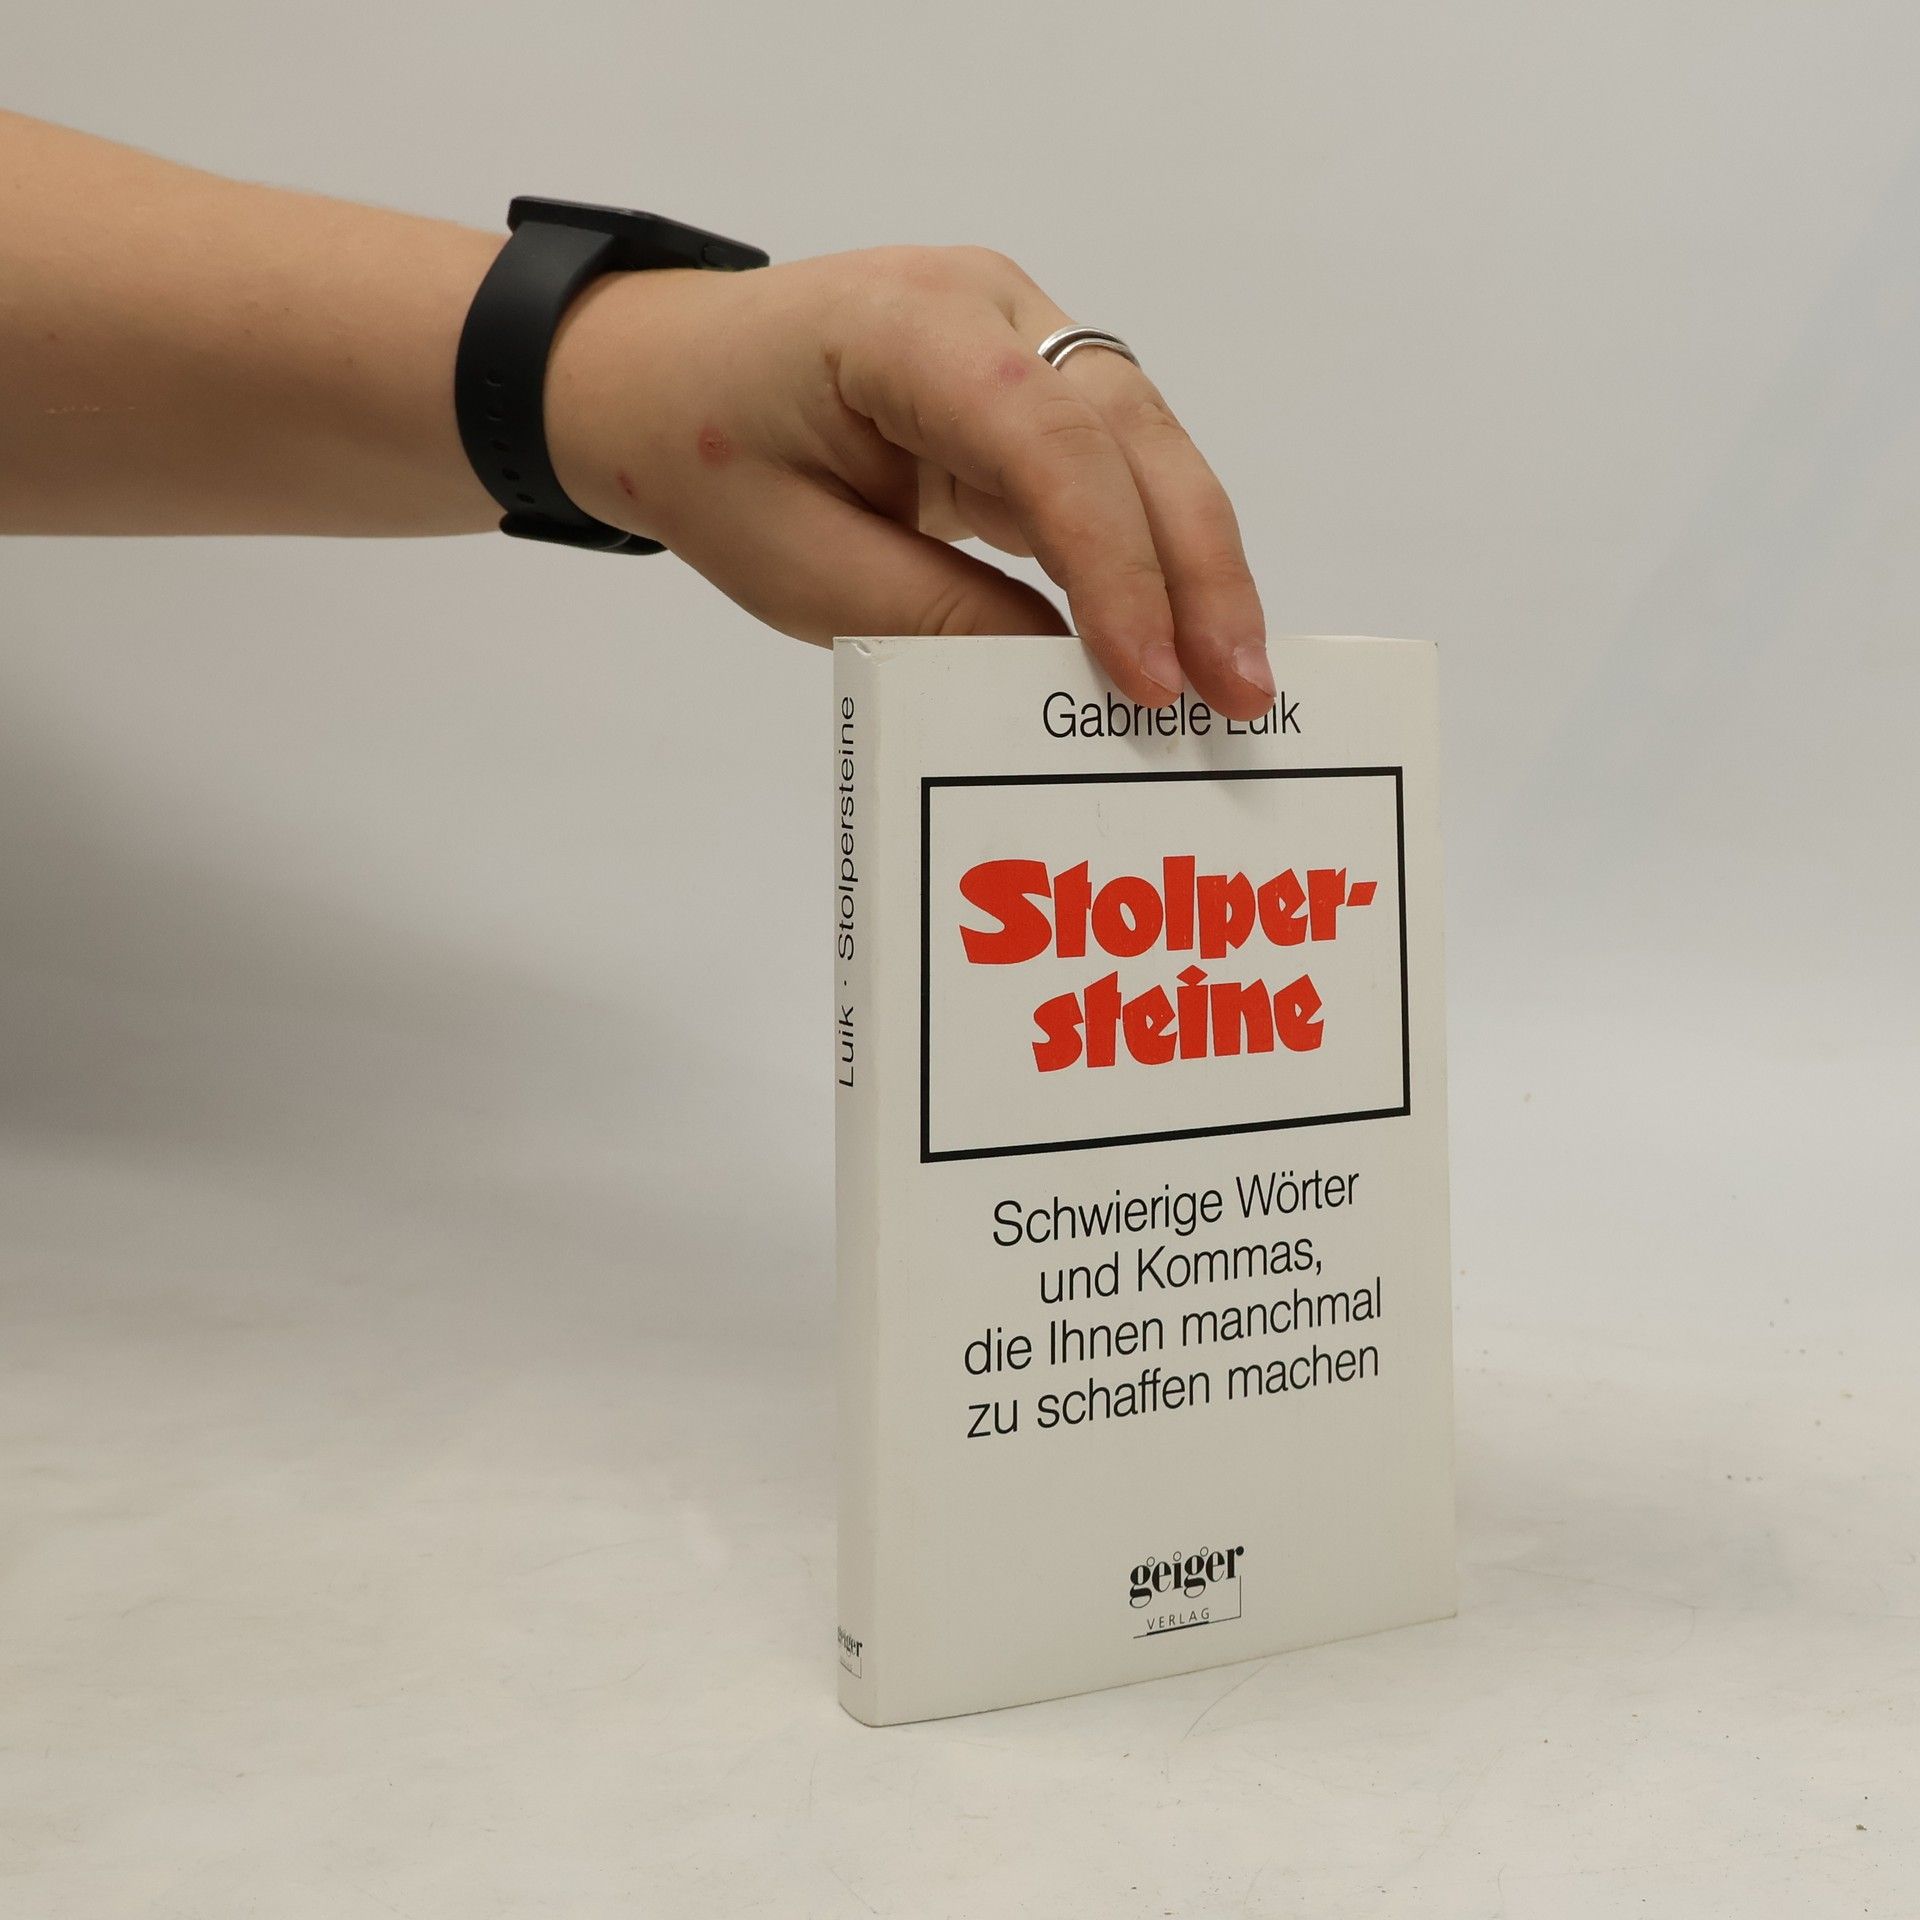 Gabriele Luik
Stolper-
steine
Schwierige Wörter
und Kommas,
die Ihnen manchmal
zu schaffen machen
geiger
VERLAG
Luik · Stolpersteine
geiger